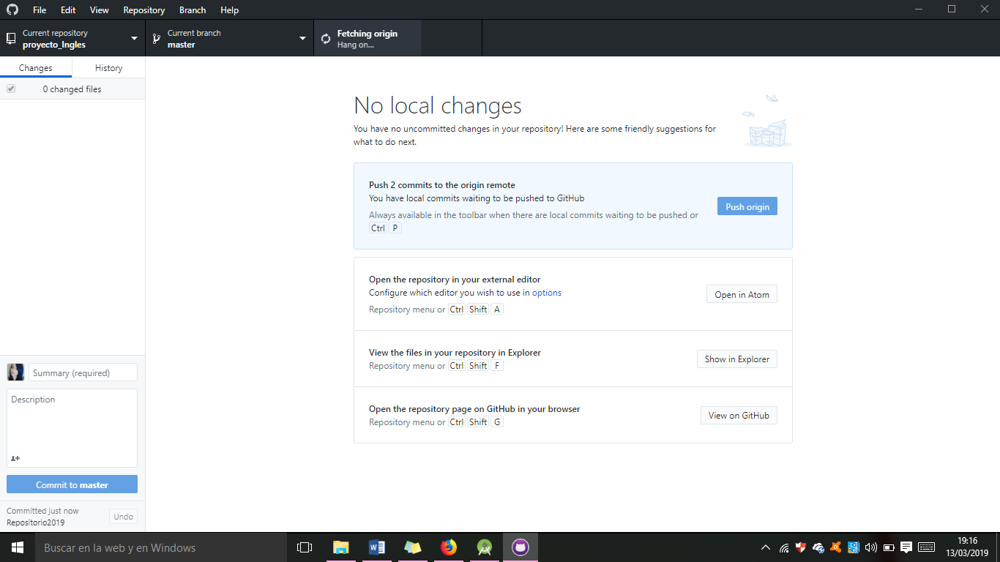 File Edit View Repository Branch Help
Current repository
proyecto_Ingles
Current branch
master
Fetching origin
Hang on...
Changes History
0 changed files
No local changes
You have no uncommitted changes in your repository! Here are some friendly suggestions for
what to do next.
Push 2 commits to the origin remote
You have local commits waiting to be pushed to GitHub
Always available in the toolbar when there are local commits waiting to be pushed or
Ctrl P
Push origin
Open the repository in your external editor
Configure which editor you wish to use in options
Repository menu or Ctrl Shift A
Open in Atom
View the files in your repository in Explorer
Repository menu or Ctrl Shift F
Show in Explorer
Open the repository page on GitHub in your browser
Repository menu or Ctrl Shift G
View on GitHub
Summary (required)
Description
Commit to master
Committed just now
Repositorio2019
Undo
Buscar en la web y en Windows
19:16
13/03/2019